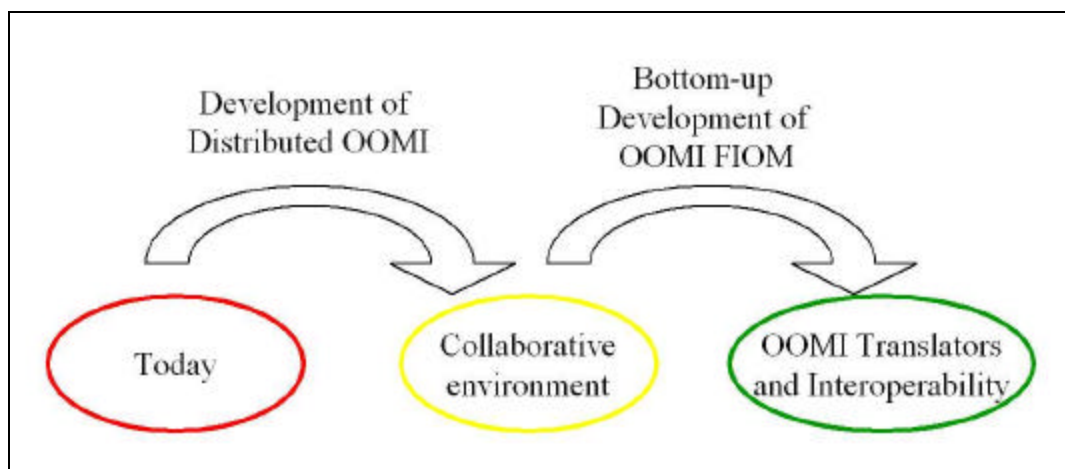 Development of
Distributed OOMI
Bottom-up
Development of
OOMI FIOM
Today
Collaborative
environment
OOMI Translators
and Interoperability